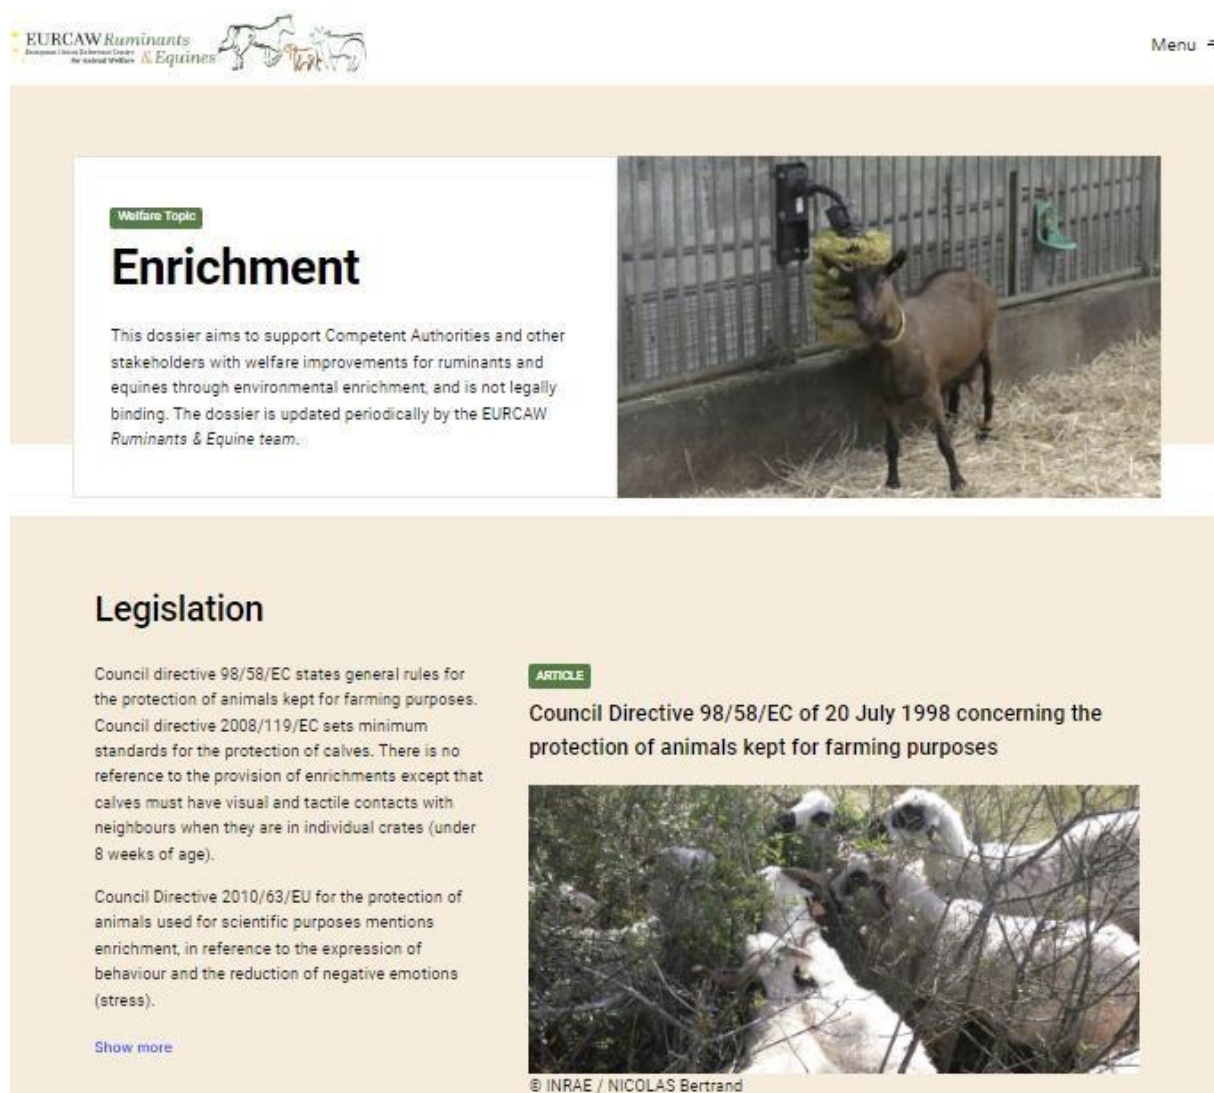 EURCAW Ruminants
European Union Reference Centre
for Animal Welfare & Equines
Menu
Welfare Topic
Enrichment
This dossier aims to support Competent Authorities and other
stakeholders with welfare improvements for ruminants and
equines through environmental enrichment, and is not legally
binding. The dossier is updated periodically by the EURCAW
Ruminants & Equine team.
Legislation
Council directive 98/58/EC states general rules for
the protection of animals kept for farming purposes.
Council directive 2008/119/EC sets minimum
standards for the protection of calves. There is no
reference to the provision of enrichments except that
calves must have visual and tactile contacts with
neighbours when they are in individual crates (under
8 weeks of age).
Council Directive 2010/63/EU for the protection of
animals used for scientific purposes mentions
enrichment, in reference to the expression of
behaviour and the reduction of negative emotions
(stress).
Show more
ARTICLE
Council Directive 98/58/EC of 20 July 1998 concerning the
protection of animals kept for farming purposes
© INRAE / NICOLAS Bertrand